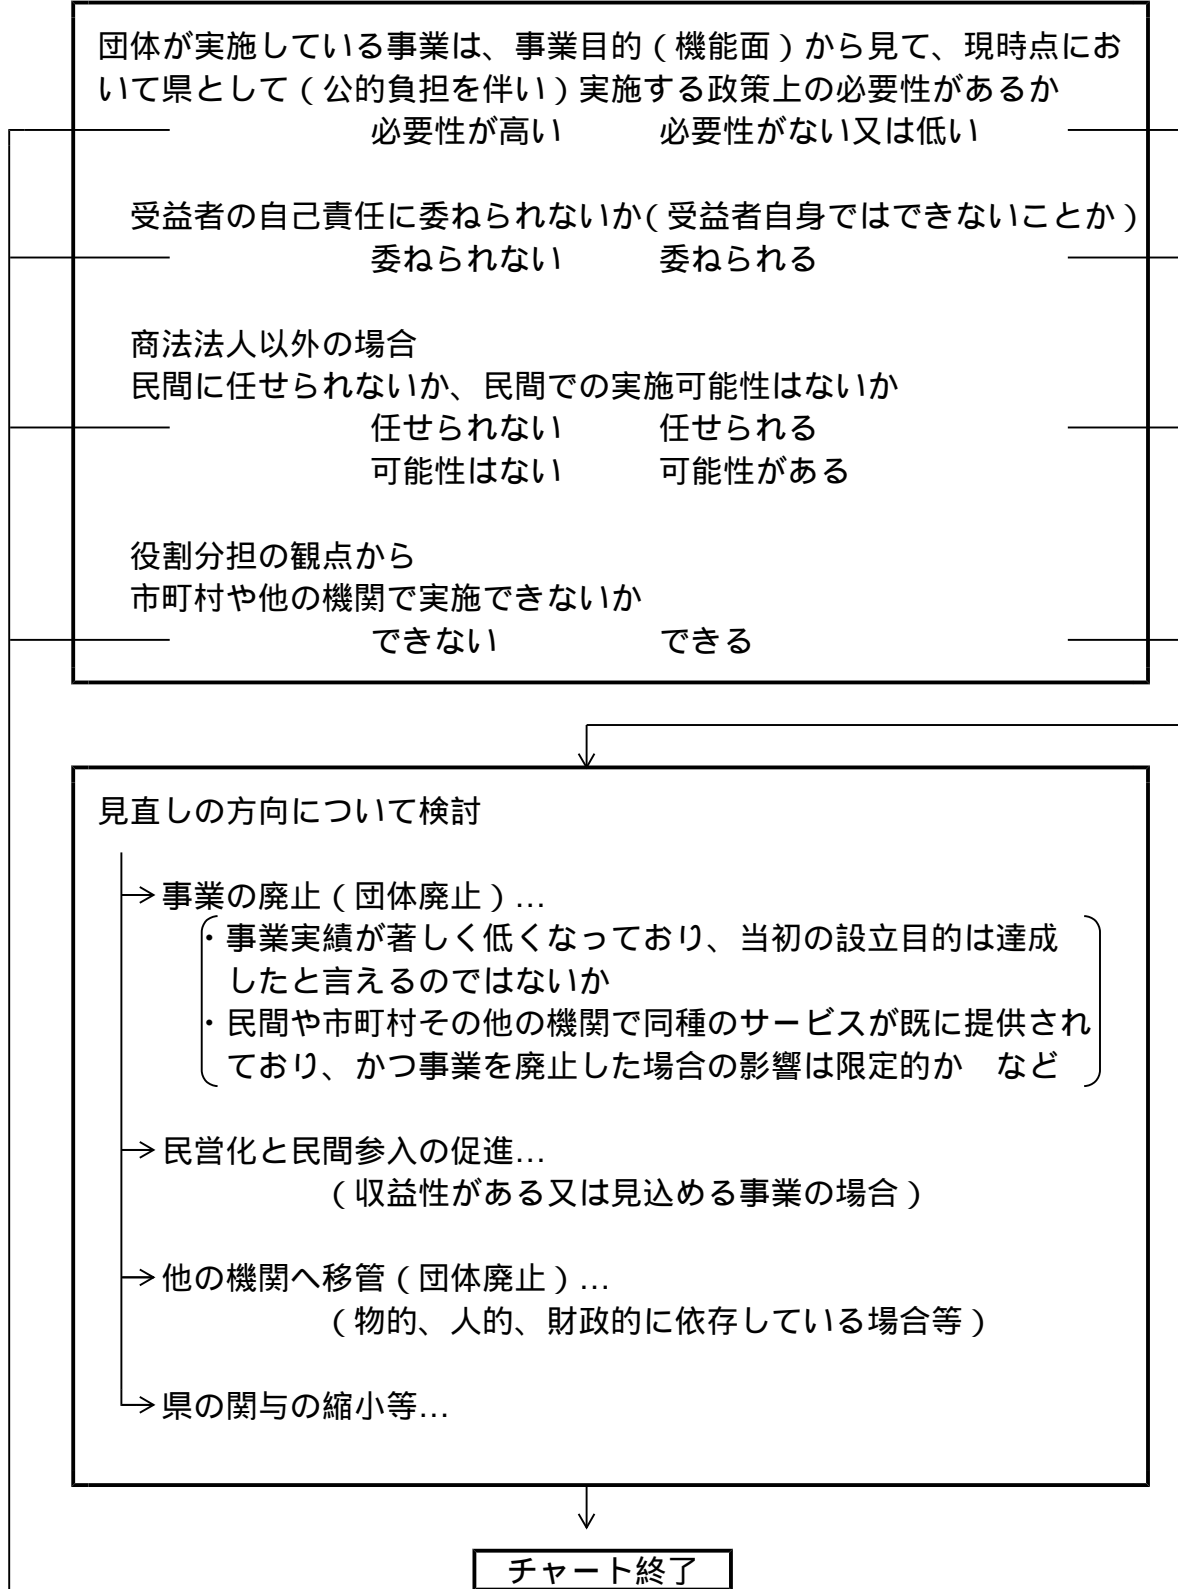 団体が実施している事業は、事業目的（機能面）から見て、現時点にお
いて県として（公的負担を伴い）実施する政策上の必要性があるか
必要性が高い　　　必要性がない又は低い
受益者の自己責任に委ねられないか（受益者自身ではできないことか）
委ねられない　　　委ねられる
商法法人以外の場合
民間に任せられないか、民間での実施可能性はないか
任せられない　　　任せられる
可能性はない　　　可能性がある
役割分担の観点から
市町村や他の機関で実施できないか
できない　　　できる
見直しの方向について検討
事業の廃止（団体廃止）…
・事業実績が著しく低くなっており、当初の設立目的は達成
したと言えるのではないか
・民間や市町村その他の機関で同種のサービスが既に提供され
ており、かつ事業を廃止した場合の影響は限定的か　など
民営化と民間参入の促進…
（収益性がある又は見込める事業の場合）
他の機関へ移管（団体廃止）…
（物的、人的、財政的に依存している場合等）
県の関与の縮小等…
チャート終了